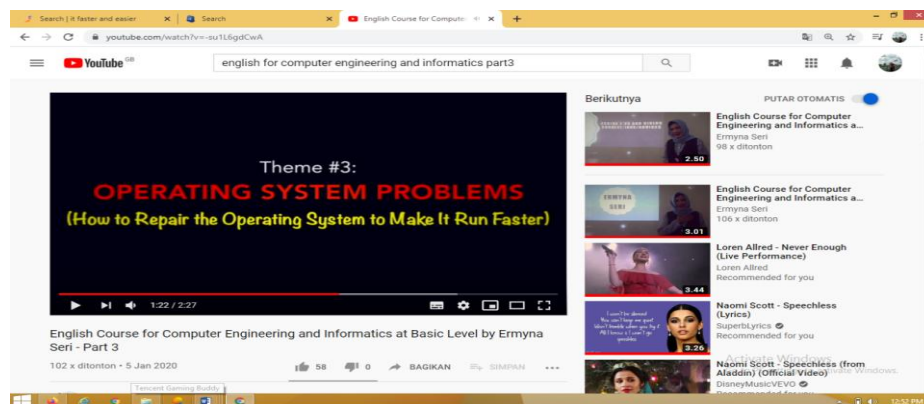 Search | it faster and easier
Search
English Course for Compute
youtube.com/watch?v=-su1L6gdCwA
YouTube GB
english for computer engineering and informatics part3
Theme #3:
OPERATING SYSTEM PROBLEMS
(How to Repair the Operating System to Make It Run Faster)
1:22 / 2:27
English Course for Computer Engineering and Informatics at Basic Level by Ermyna
Seri - Part 3
102 x ditonton • 5 Jan 2020
58
0
BAGIKAN
SIMPAN
Tencent Gaming Buddy
Berikutnya
PUTAR OTOMATIS
2.50
English Course for Computer
Engineering and Informatics a...
Ermyna Seri
98 x ditonton
ERMYNA
SERI
3.01
English Course for Computer
Engineering and Informatics a...
Ermyna Seri
106 x ditonton
3.44
Loren Allred - Never Enough
(Live Performance)
Loren Allred
Recommended for you
3.26
Naomi Scott - Speechless
(Lyrics)
SuperbLyrics
Recommended for you
Naomi Scott - Speechless (from
Aladdin) (Official Video)
DisneyMusicVEVO
Recommended for you
Activate Windows
12:52 PM